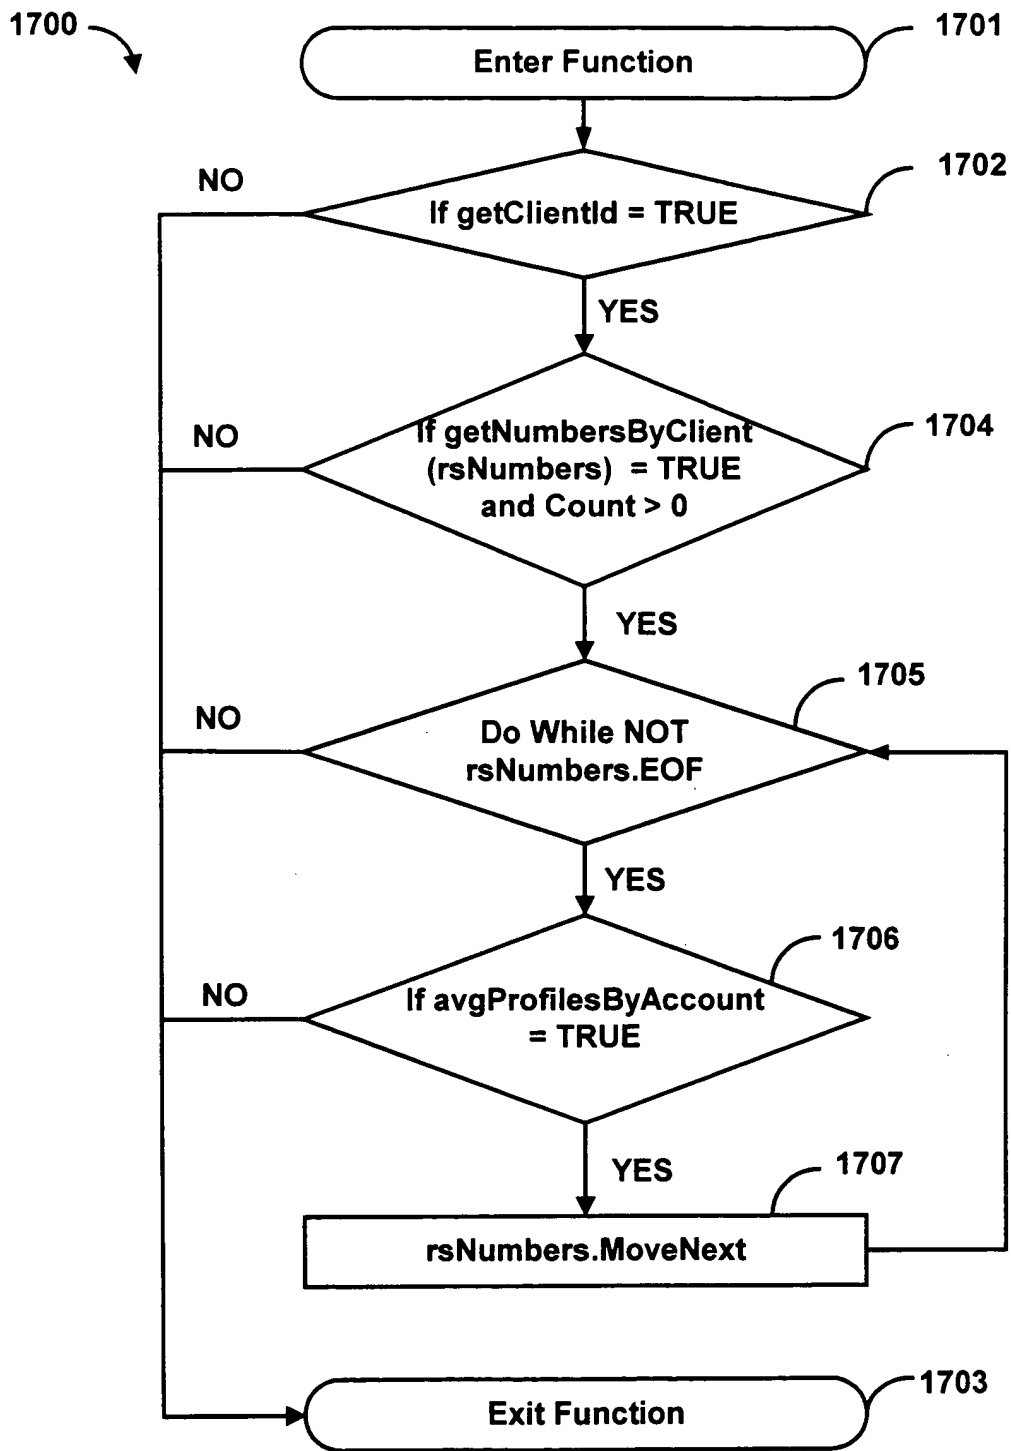 1700
1701
Enter Function
1702
NO
If getClientId = TRUE
YES
1704
NO
If getNumbersByClient
(rsNumbers) = TRUE
and Count > 0
YES
1705
NO
Do While NOT
rsNumbers.EOF
YES
1706
NO
If avgProfilesByAccount
= TRUE
YES
1707
rsNumbers.MoveNext
1703
Exit Function